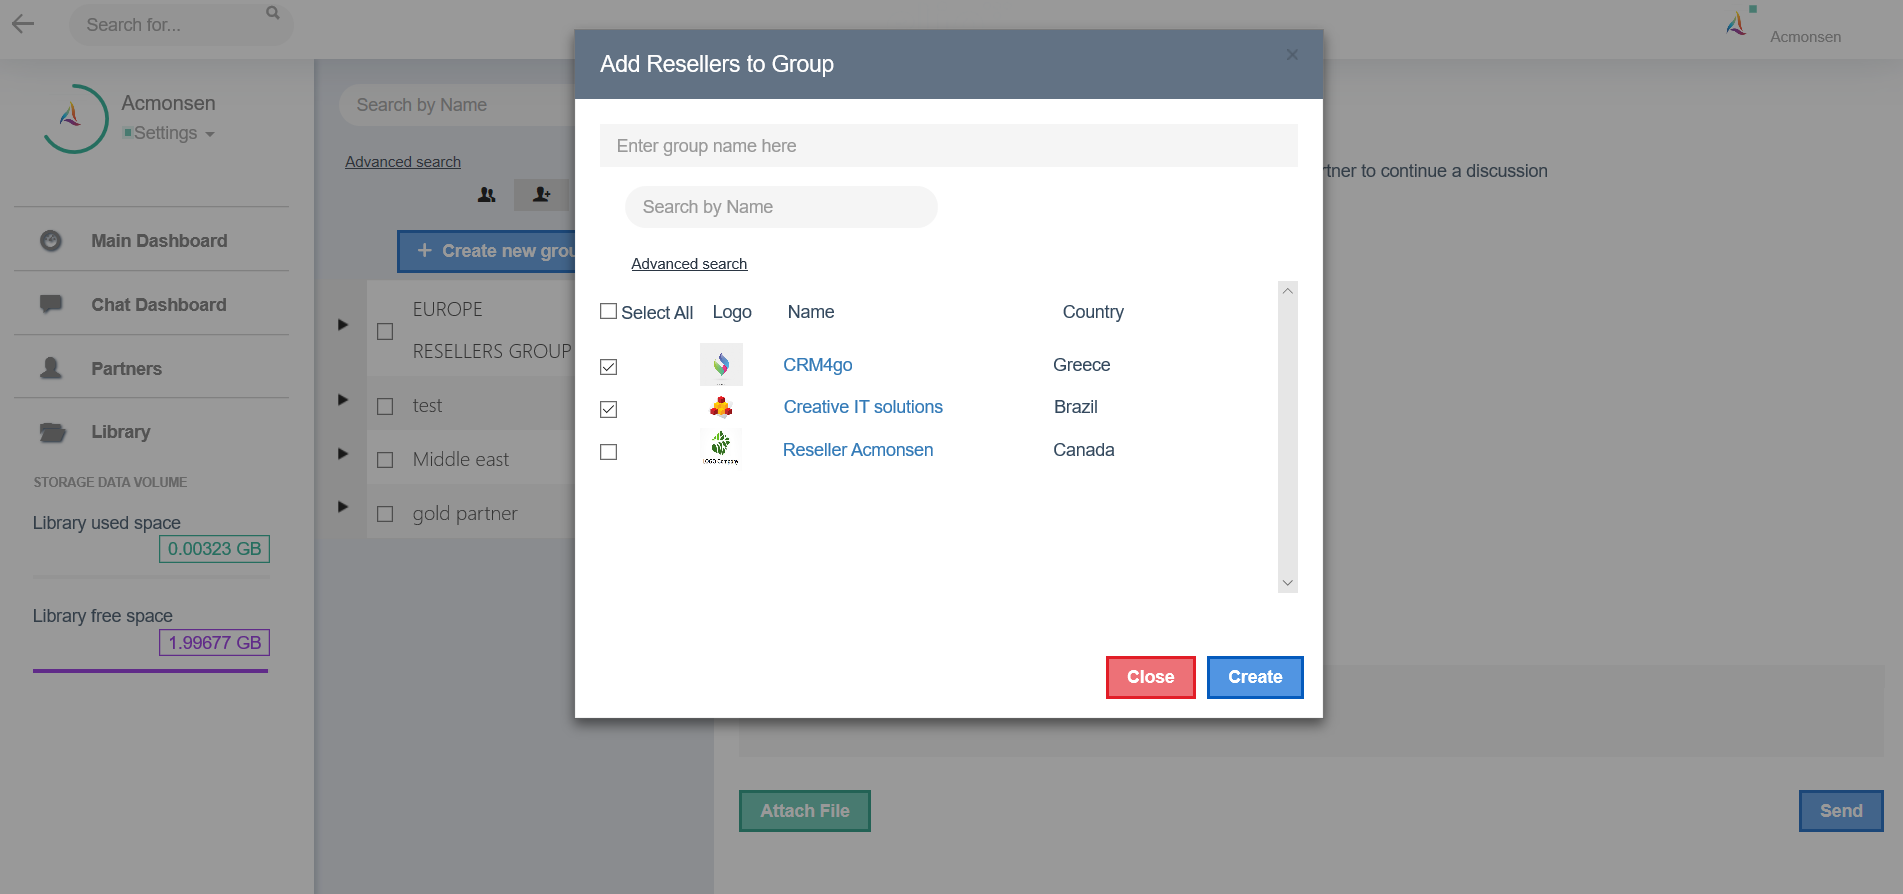 Search for...
Acmonsen
Acmonsen
Settings
Main Dashboard
Chat Dashboard
Partners
Library
STORAGE DATA VOLUME
Library used space
0.00323 GB
Library free space
1.99677 GB
Search by Name
Advanced search
+ Create new grou
EUROPE
RESELLERS GROUP
test
Middle east
gold partner
Add Resellers to Group
×
Enter group name here
Search by Name
Advanced search
Select All Logo Name Country
CRM4go Greece
Creative IT solutions Brazil
LOGO Company
Reseller Acmonsen Canada
Close Create
rtner to continue a discussion
Attach File
Send